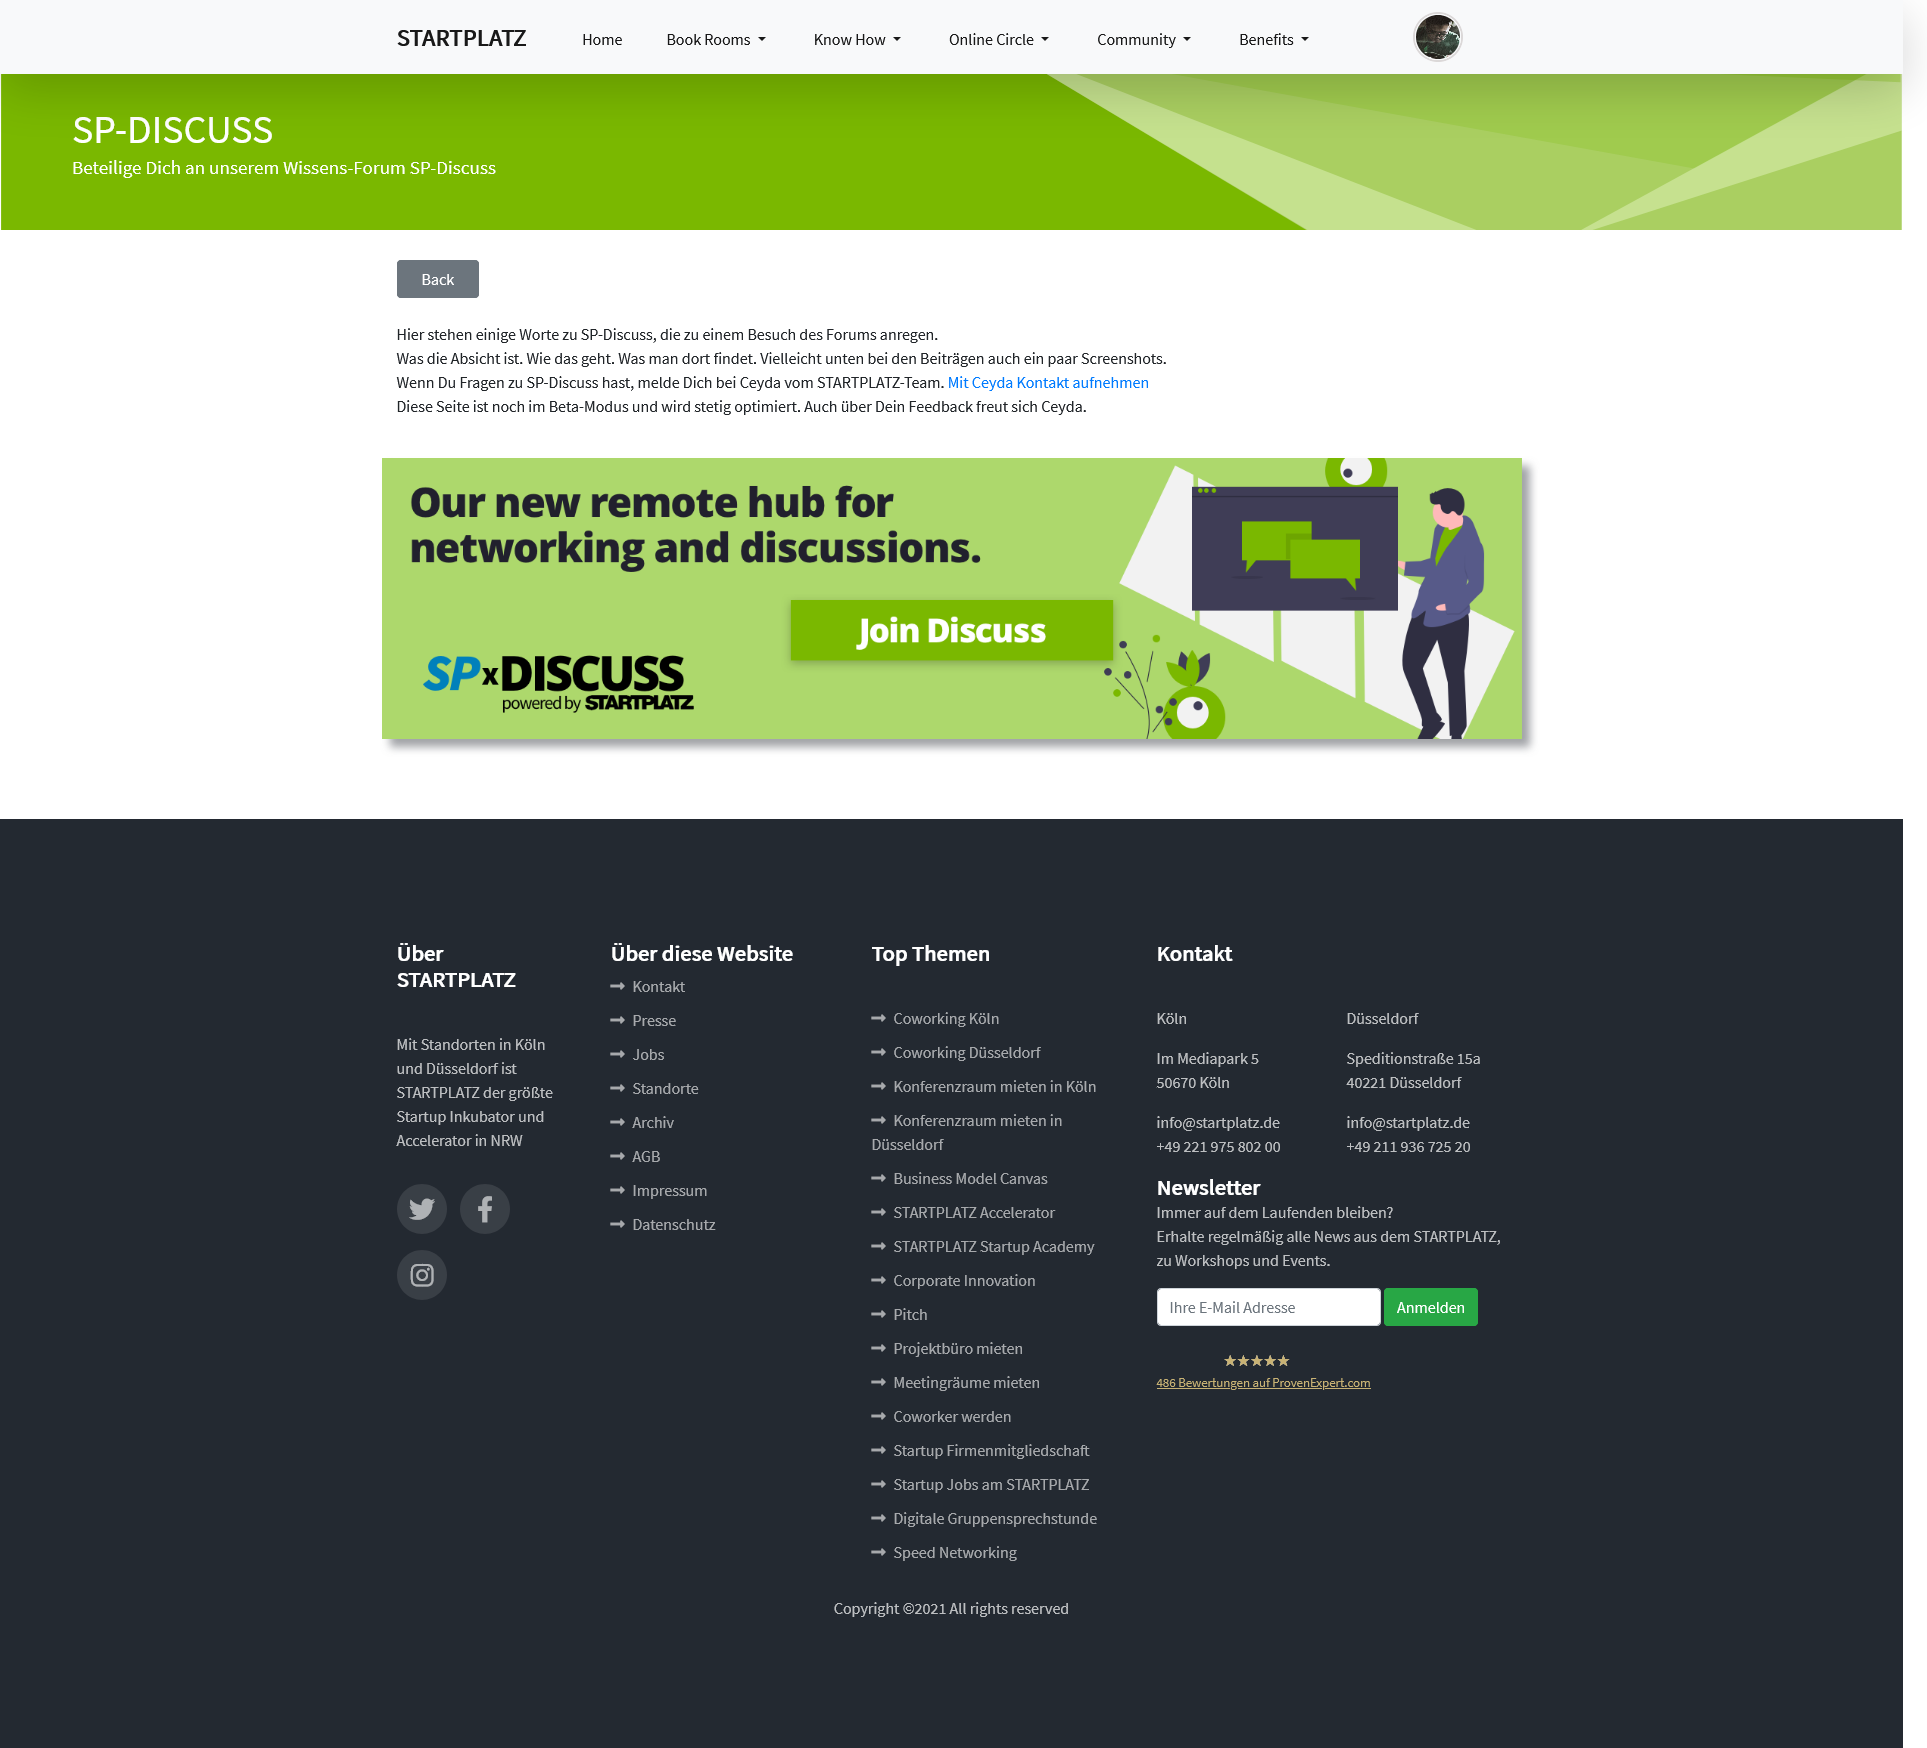 STARTPLATZ
Home
Book Rooms
Know How
Online Circle
Community
Benefits
SP-DISCUSS
Beteilige Dich an unserem Wissens-Forum SP-Discuss
Back
Hier stehen einige Worte zu SP-Discuss, die zu einem Besuch des Forums anregen.
Was die Absicht ist. Wie das geht. Was man dort findet. Vielleicht unten bei den Beiträgen auch ein paar Screenshots.
Wenn Du Fragen zu SP-Discuss hast, melde Dich bei Ceyda vom STARTPLATZ-Team. Mit Ceyda Kontakt aufnehmen
Diese Seite ist noch im Beta-Modus und wird stetig optimiert. Auch über Dein Feedback freut sich Ceyda.
Our new remote hub for
networking and discussions.
Join Discuss
SPxDISCUSS
powered by STARTPLATZ
Über
STARTPLATZ
Mit Standorten in Köln
und Düsseldorf ist
STARTPLATZ der größte
Startup Inkubator und
Accelerator in NRW
Über diese Website
Kontakt
Presse
Jobs
Standorte
Archiv
AGB
Impressum
Datenschutz
Top Themen
Coworking Köln
Coworking Düsseldorf
Konferenzraum mieten in Köln
Konferenzraum mieten in
Düsseldorf
Business Model Canvas
STARTPLATZ Accelerator
STARTPLATZ Startup Academy
Corporate Innovation
Pitch
Projektbüro mieten
Meetingräume mieten
Coworker werden
Startup Firmenmitgliedschaft
Startup Jobs am STARTPLATZ
Digitale Gruppensprechstunde
Speed Networking
Kontakt
Köln
Im Mediapark 5
50670 Köln
info@startplatz.de
+49 221 975 802 00
Düsseldorf
Speditionstraße 15a
40221 Düsseldorf
info@startplatz.de
+49 211 936 725 20
Newsletter
Immer auf dem Laufenden bleiben?
Erhalte regelmäßig alle News aus dem STARTPLATZ,
zu Workshops und Events.
Ihre E-Mail Adresse
Anmelden
★★★★★
486 Bewertungen auf ProvenExpert.com
Copyright ©2021 All rights reserved